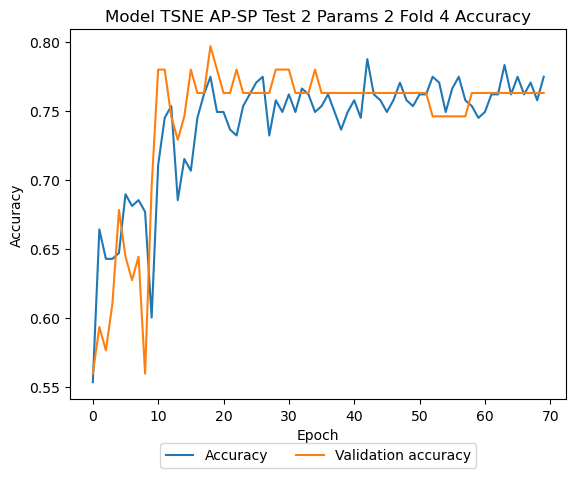 Model TSNE AP-SP Test 2 Params 2 Fold 4 Accuracy
0.80
0.75
0.70
0.65
0.60
0.55
Accuracy
0 10 20 30 40 50 60 70
Epoch
Accuracy Validation accuracy